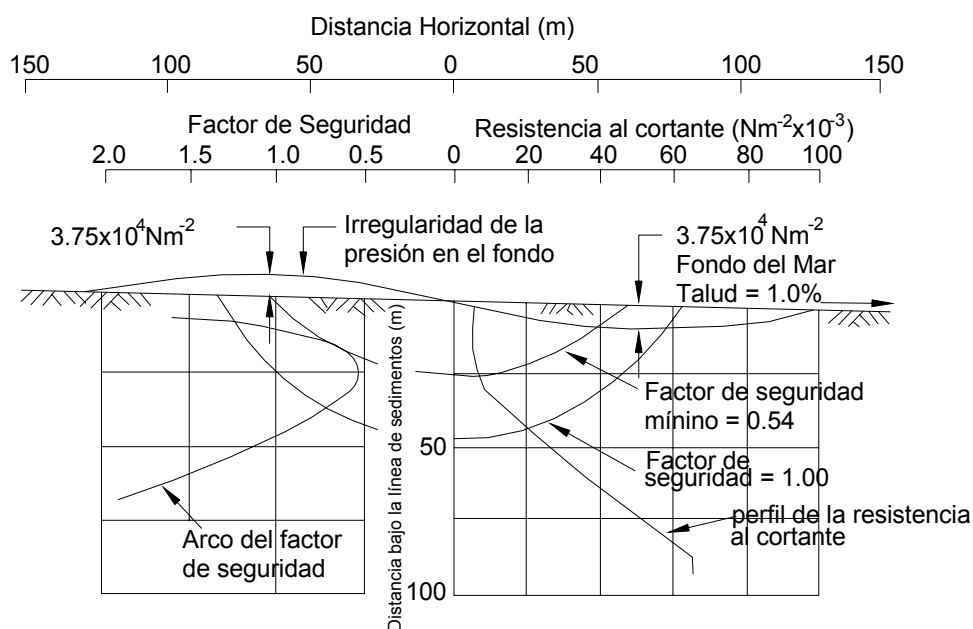 Distancia Horizontal (m)
150 100 50 0 50 100 150
Factor de Seguridad
Resistencia al cortante (Nm-2x10-3)
2.0 1.5 1.0 0.5 0 20 40 60 80 100
3.75x10⁴Nm-2
Irregularidad de la
presión en el fondo
3.75x10⁴ Nm-2
Fondo del Mar
Talud = 1.0%
Distancia bajo la línea de sedimentos (m)
Factor de seguridad
mínino = 0.54
50
Factor de
seguridad = 1.00
perfil de la resistencia
al cortante
Arco del factor
de seguridad
100